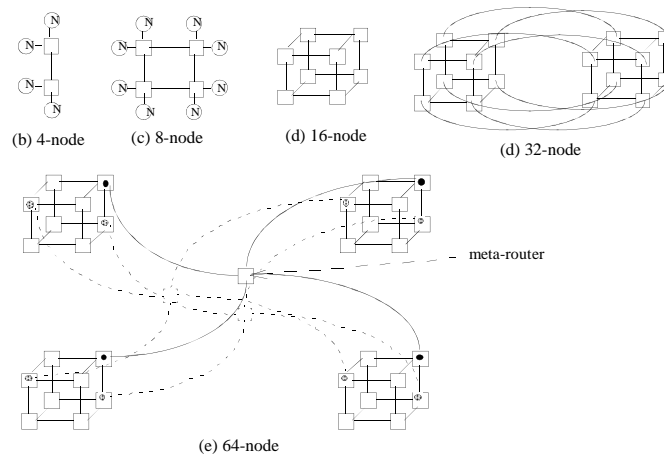 N N
N N
N N
N N
N N
N N
(b) 4-node
(c) 8-node
(d) 16-node
(d) 32-node
meta-router
(e) 64-node